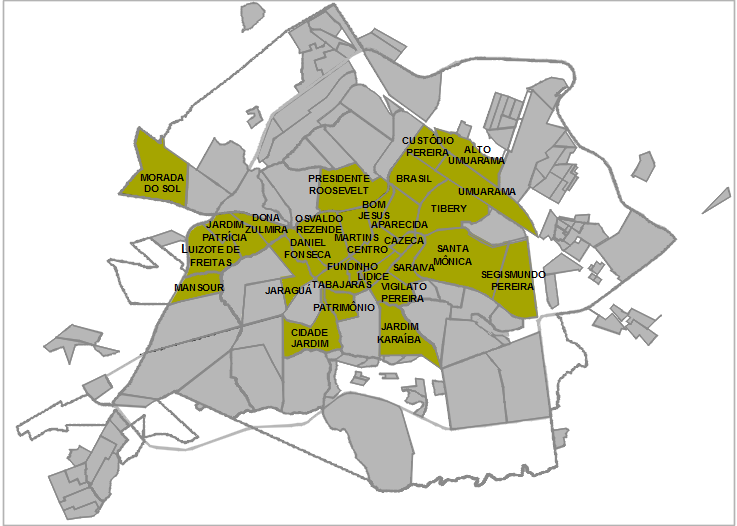 CUSTÓDIO
PEREIRA
ALTO
UMUARAMA
MORADA
DO SOL
PRESIDENTE
ROOSEVELT
BRASIL
UMUARAMA
BOM
JESUS
TIBERY
JARDIM
PATRÍCIA
DONA
ZULMIRA
OSVALDO
REZENDE
APARECIDA
LUIZOTE DE
FREITAS
DANIEL
FONSECA
MARTINS
CENTRO
CAZECA
SANTA
MÔNICA
FUNDINHO
LÍDICE
SARAIVA
SEGISMUNDO
PEREIRA
MANSOUR
JARAGUÁ
TABAJARAS
VIGILATO
PEREIRA
PATRIMÔNIO
CIDADE
JARDIM
JARDIM
KARAÍBA